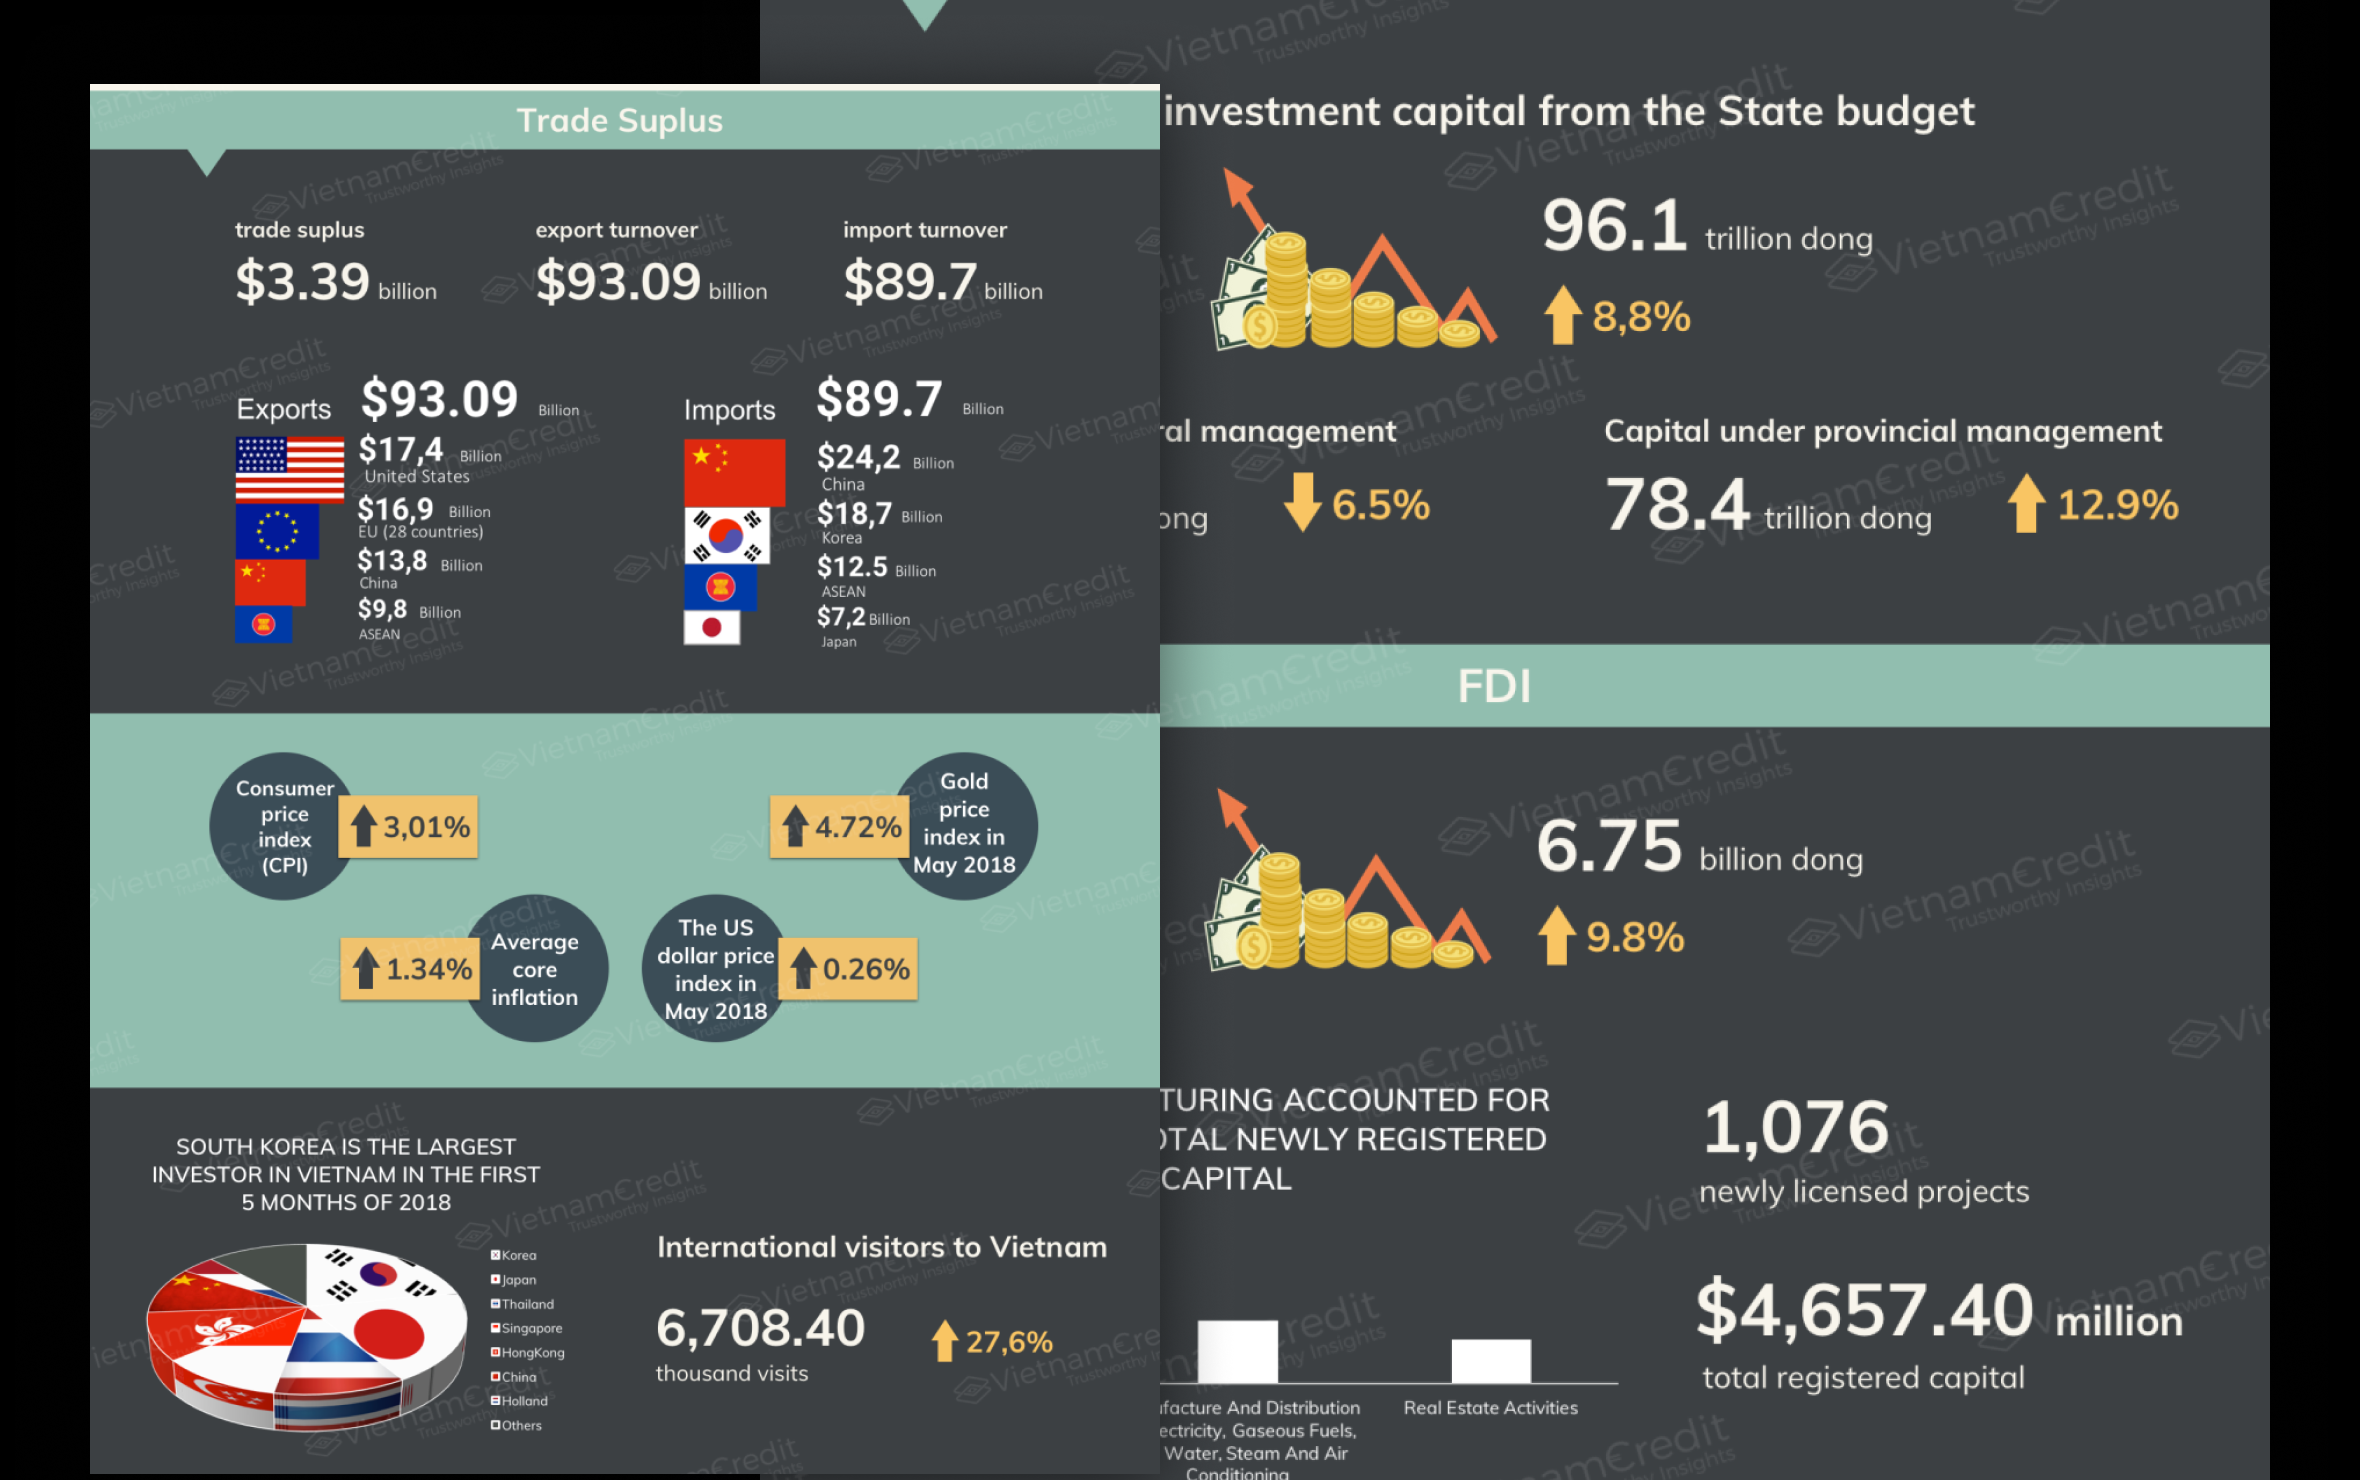 Trade Suplus
trade suplus
$3.39 billion
export turnover
$93.09 billion
import turnover
$89.7 billion
Exports $93.09 Billion
$17,4 Billion
United States
$16,9 Billion
EU (28 countries)
$13,8 Billion
China
$9,8 Billion
ASEAN
Imports $89.7 Billion
$24,2 Billion
China
$18,7 Billion
Korea
$12.5 Billion
ASEAN
$7,2 Billion
Japan
Consumer
price
index
(CPI)
3,01%
4.72%
Gold
price
index in
May 2018
1.34%
Average
core
inflation
The US
dollar price
index in
May 2018
0.26%
SOUTH KOREA IS THE LARGEST
INVESTOR IN VIETNAM IN THE FIRST
5 MONTHS OF 2018
Korea
Japan
Thailand
Singapore
HongKong
China
Holland
Others
International visitors to Vietnam
6,708.40
thousand visits
27,6%
investment capital from the State budget
96.1 trillion dong
8,8%
al management
ong
6.5%
Capital under provincial management
78.4 trillion dong
12.9%
FDI
6.75 billion dong
9.8%
TURING ACCOUNTED FOR
OTAL NEWLY REGISTERED
CAPITAL
1,076
newly licensed projects
$4,657.40 million
total registered capital
facture And Distribution
ectricity, Gaseous Fuels,
Water, Steam And Air
Conditioning
Real Estate Activities
VietnamCredit
Trustworthy Insights